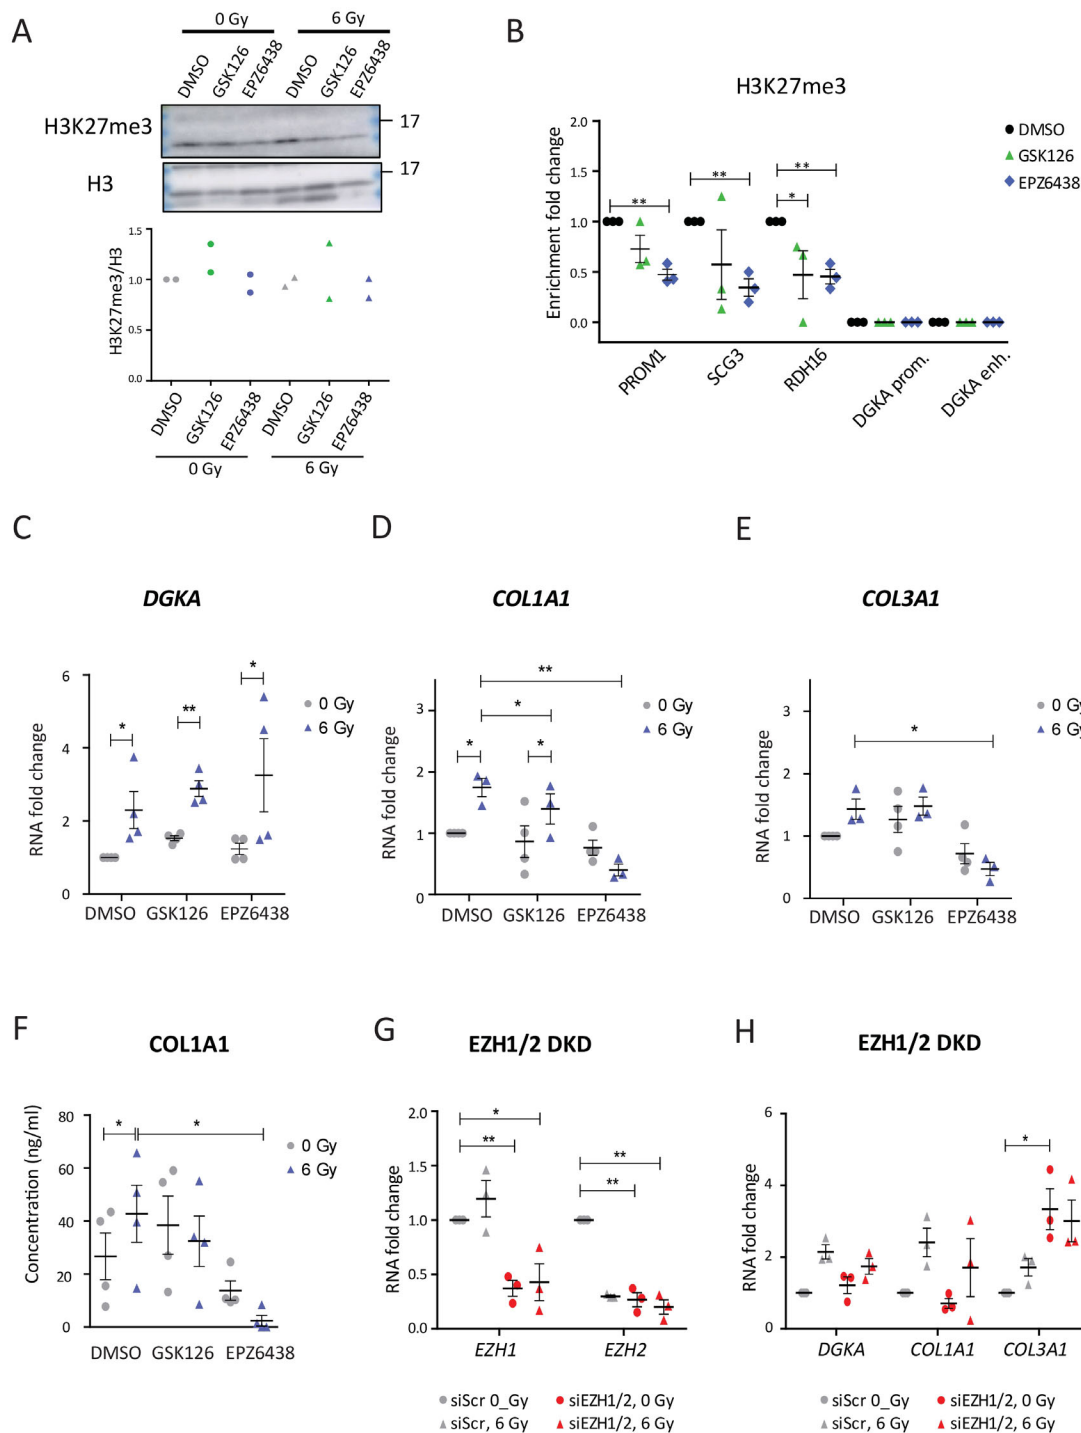 A
0 Gy
6 Gy
DMSO
GSK126
EPZ6438
DMSO
GSK126
EPZ6438
H3K27me3
17
17
H3
H3K27me3/H3
1.5
1.0
0.5
0.0
DMSO
GSK126
EPZ6438
DMSO
GSK126
EPZ6438
0 Gy
6 Gy
B
H3K27me3
Enrichment fold change
2.0
1.5
1.0
0.5
0.0
**
**
**
*
DMSO
GSK126
EPZ6438
PROM1
SCG3
RDH16
DGKA prom.
DGKA enh.
C
DGKA
RNA fold change
6
4
2
0
*
**
*
0 Gy
6 Gy
DMSO
GSK126
EPZ6438
D
COL1A1
RNA fold change
3
2
1
0
**
*
*
*
0 Gy
6 Gy
DMSO
GSK126
EPZ6438
E
COL3A1
RNA fold change
3
2
1
0
*
0 Gy
6 Gy
DMSO
GSK126
EPZ6438
F
COL1A1
Concentration (ng/ml)
80
60
40
20
0
*
*
0 Gy
6 Gy
DMSO
GSK126
EPZ6438
G
EZH1/2 DKD
RNA fold change
2.0
1.5
1.0
0.5
0.0
*
**
**
**
EZH1
EZH2
siScr 0_Gy
siEZH1/2, 0 Gy
siScr, 6 Gy
siEZH1/2, 6 Gy
H
EZH1/2 DKD
RNA fold change
6
4
2
0
*
DGKA
COL1A1
COL3A1
siScr 0_Gy
siEZH1/2, 0 Gy
siScr, 6 Gy
siEZH1/2, 6 Gy